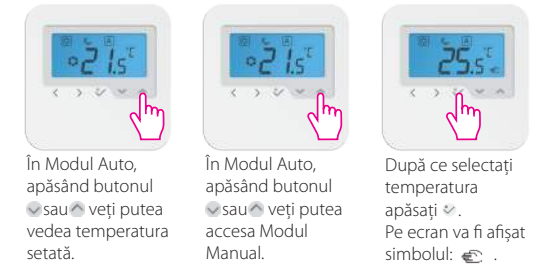 21.5 °C
În Modul Auto,
apăsând butonul
sau veți putea
vedea temperatura
setată.
21.5 °C
În Modul Auto,
apăsând butonul
sau veți putea
accesa Modul
Manual.
25.5 °C
După ce selectați
temperatura
apăsați .
Pe ecran va fi afișat
simbolul: .